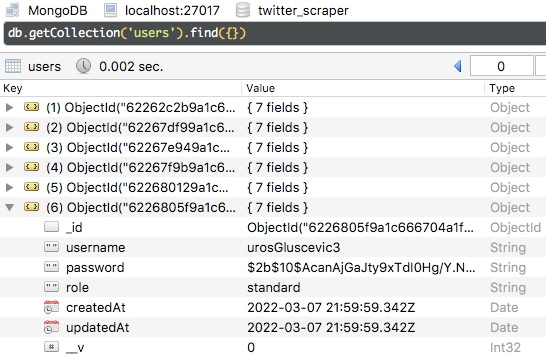 MongoDB localhost:27017 twitter_scraper
db.getCollection('users').find({})
users 0.002 sec. 0
Key Value Type
(1) ObjectId("62262c2b9a1c6... { 7 fields } Object
(2) ObjectId("62267df99a1c6... { 7 fields } Object
(3) ObjectId("62267e949a1c6... { 7 fields } Object
(4) ObjectId("62267f9b9a1c6... { 7 fields } Object
(5) ObjectId("622680129a1c6... { 7 fields } Object
(6) ObjectId("6226805f9a1c6... { 7 fields } Object
_id ObjectId("6226805f9a1c666704a1f... ObjectId
username urosGluscevic3 String
password $2b$10$AcanAjGaJty9xTdI0Hg/Y.N... String
role standard String
createdAt 2022-03-07 21:59:59.342Z Date
updatedAt 2022-03-07 21:59:59.342Z Date
__v 0 Int32